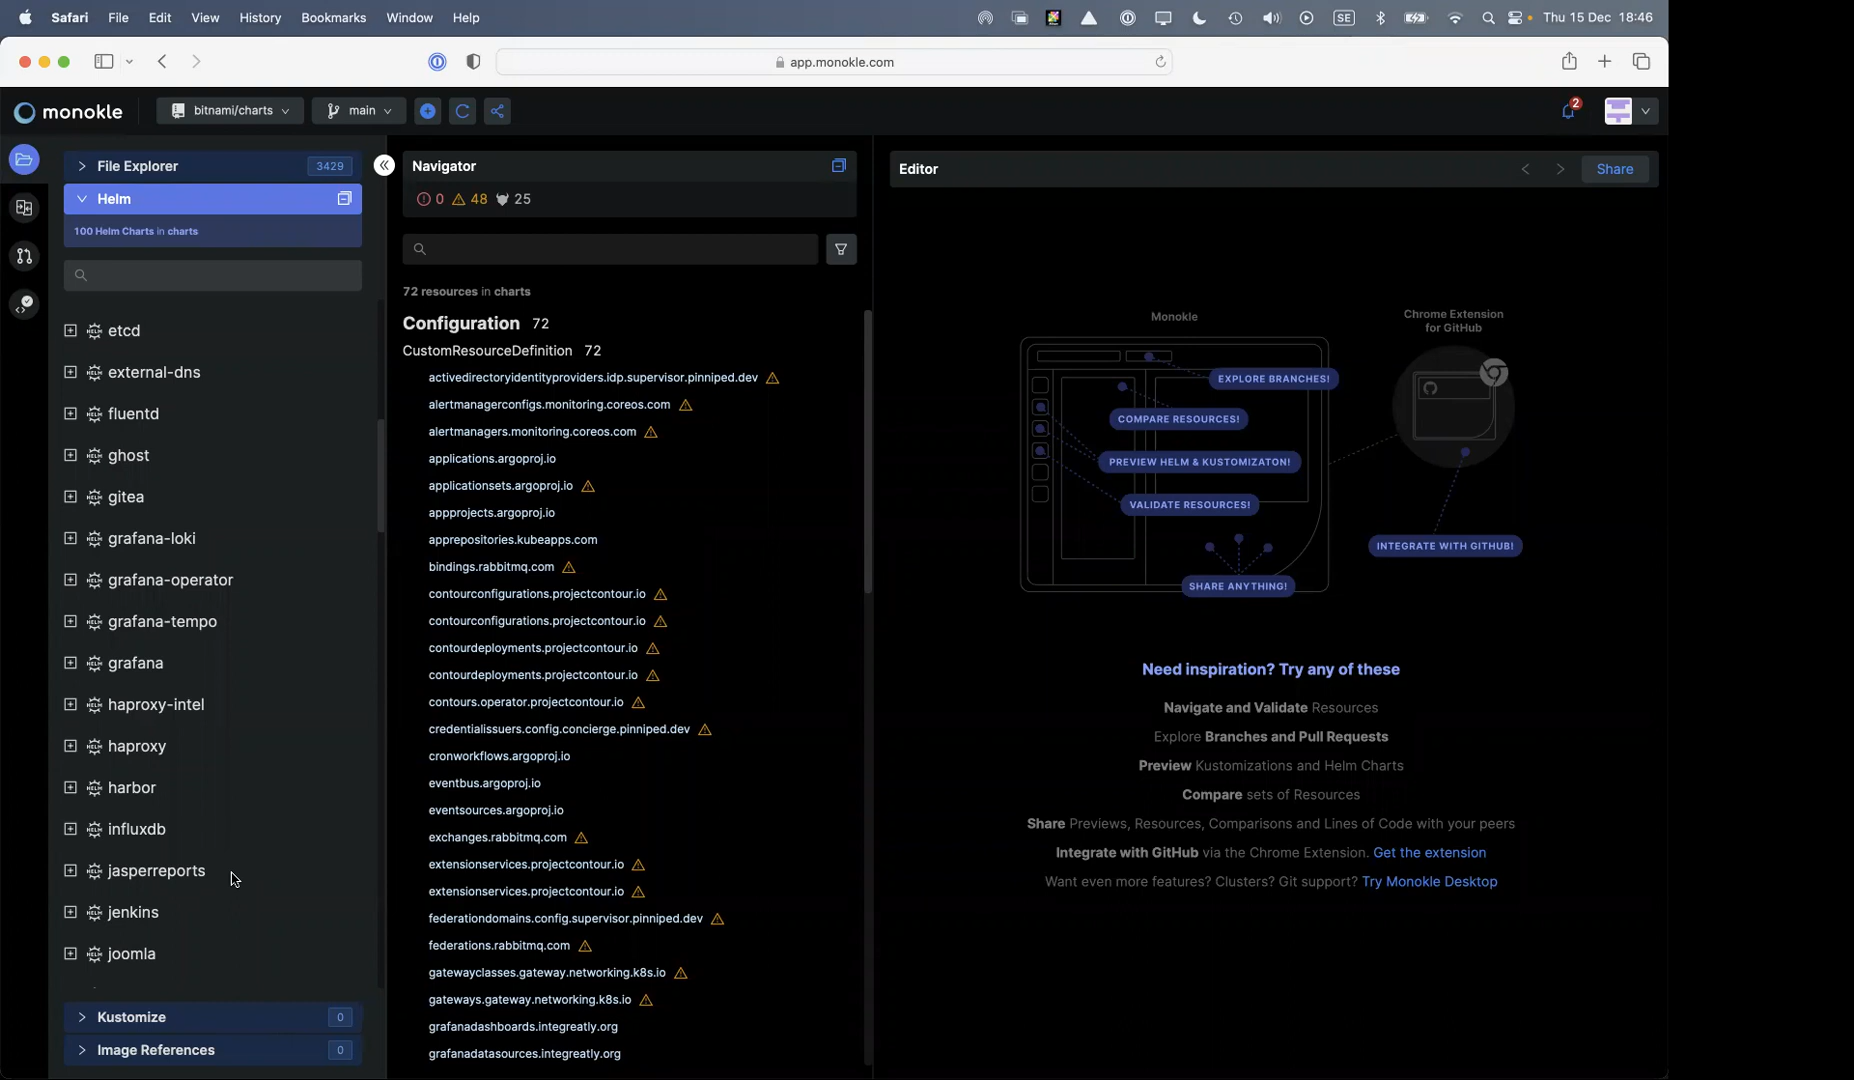 Safari File Edit View History Bookmarks Window Help
SE
Thu 15 Dec 18:46
app.monokle.com
monokle
bitnami/charts
main
2
File Explorer 3429
Helm
100 Helm Charts in charts
etcd
external-dns
fluentd
ghost
gitea
grafana-loki
grafana-operator
grafana-tempo
grafana
haproxy-intel
haproxy
harbor
influxdb
jasperreports
jenkins
joomla
Kustomize 0
Image References 0
Navigator
0 48 25
72 resources in charts
Configuration 72
CustomResourceDefinition 72
activedirectoryidentityproviders.idp.supervisor.pinniped.dev
alertmanagerconfigs.monitoring.coreos.com
alertmanagers.monitoring.coreos.com
applications.argoproj.io
applicationsets.argoproj.io
appprojects.argoproj.io
apprepositories.kubeapps.com
bindings.rabbitmq.com
contourconfigurations.projectcontour.io
contourconfigurations.projectcontour.io
contourdeployments.projectcontour.io
contourdeployments.projectcontour.io
contours.operator.projectcontour.io
credentialissuers.config.concierge.pinniped.dev
cronworkflows.argoproj.io
eventbus.argoproj.io
eventsources.argoproj.io
exchanges.rabbitmq.com
extensionservices.projectcontour.io
extensionservices.projectcontour.io
federationdomains.config.supervisor.pinniped.dev
federations.rabbitmq.com
gatewayclasses.gateway.networking.k8s.io
gateways.gateway.networking.k8s.io
grafanadashboards.integreatly.org
grafanadatasources.integreatly.org
Editor
Share
Monokle
Chrome Extension
for GitHub
EXPLORE BRANCHES!
COMPARE RESOURCES!
PREVIEW HELM & KUSTOMIZATON!
VALIDATE RESOURCES!
INTEGRATE WITH GITHUB!
SHARE ANYTHING!
Need inspiration? Try any of these
Navigate and Validate Resources
Explore Branches and Pull Requests
Preview Kustomizations and Helm Charts
Compare sets of Resources
Share Previews, Resources, Comparisons and Lines of Code with your peers
Integrate with GitHub via the Chrome Extension. Get the extension
Want even more features? Clusters? Git support? Try Monokle Desktop